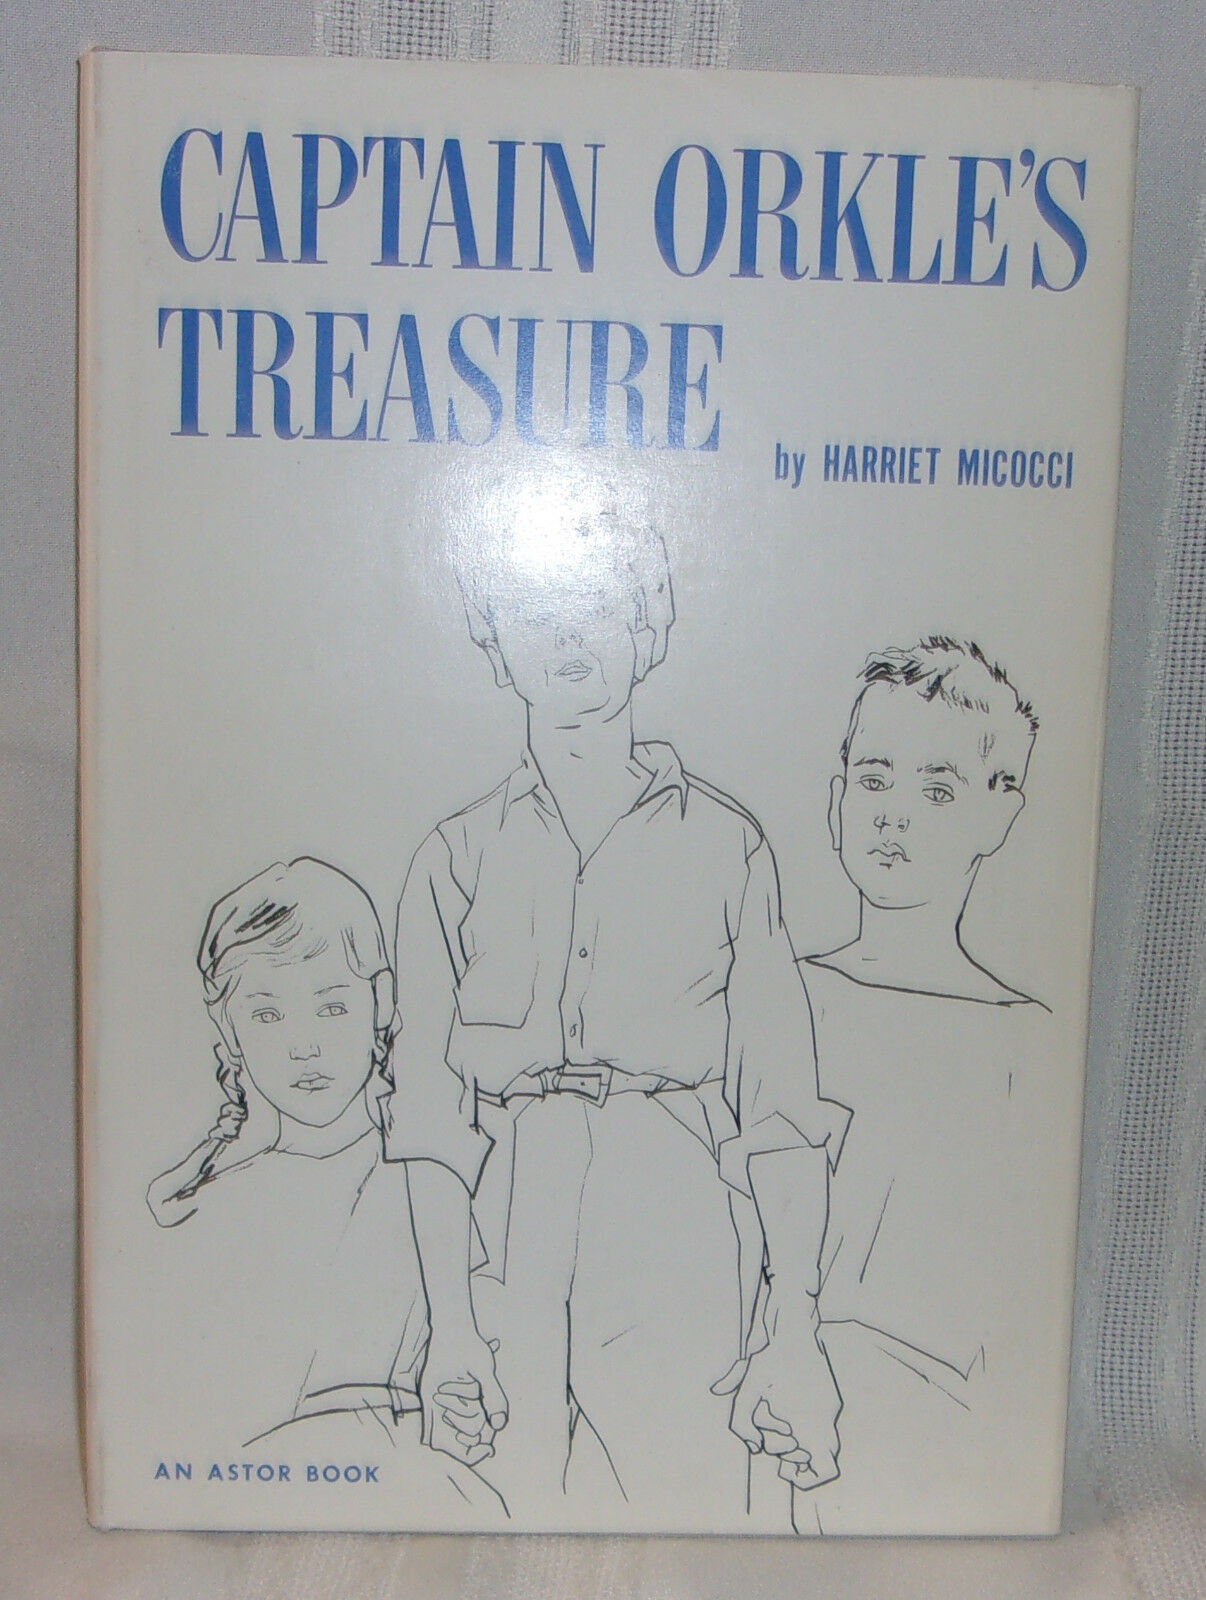 CAPTAIN ORKLE'S
TREASURE
by HARRIET MICOCCI
AN ASTOR BOOK